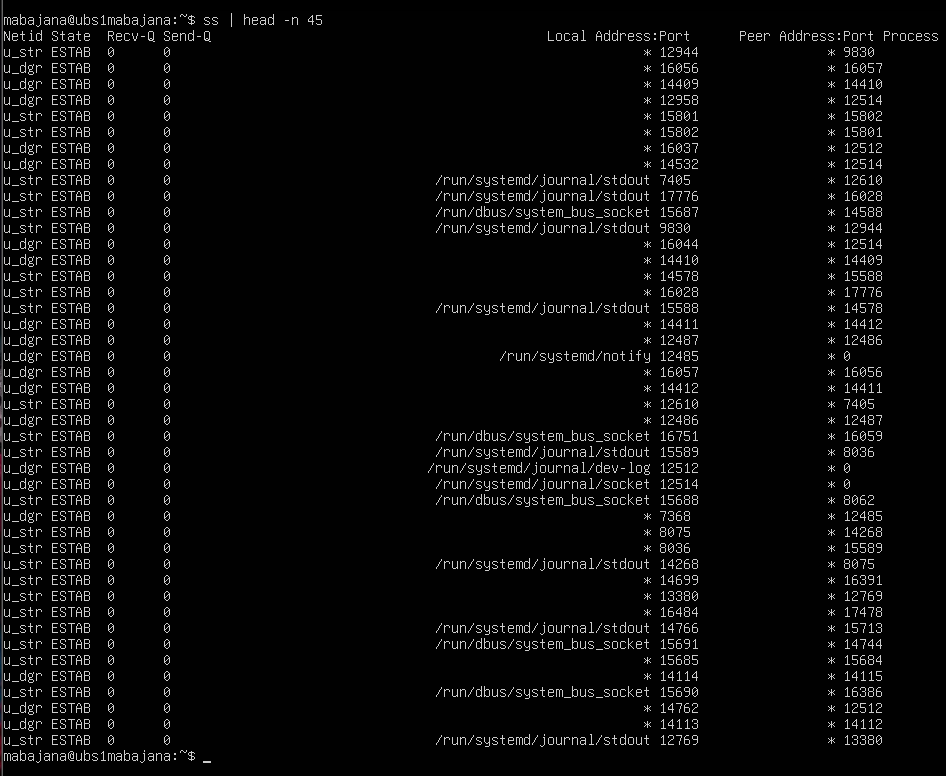 mabajana@ubs1mabajana:~$ ss | head -n 45
Netid State Recv-Q Send-Q Local Address:Port Peer Address:Port Process
u_str ESTAB 0 0 * 12944 * 9830
u_dgr ESTAB 0 0 * 16056 * 16057
u_dgr ESTAB 0 0 * 14409 * 14410
u_dgr ESTAB 0 0 * 12958 * 12514
u_str ESTAB 0 0 * 15801 * 15802
u_str ESTAB 0 0 * 15802 * 15801
u_dgr ESTAB 0 0 * 16037 * 12512
u_dgr ESTAB 0 0 * 14532 * 12514
u_str ESTAB 0 0 /run/systemd/journal/stdout 7405 * 12610
u_str ESTAB 0 0 /run/systemd/journal/stdout 17776 * 16028
u_str ESTAB 0 0 /run/dbus/system_bus_socket 15687 * 14588
u_str ESTAB 0 0 /run/systemd/journal/stdout 9830 * 12944
u_dgr ESTAB 0 0 * 16044 * 12514
u_dgr ESTAB 0 0 * 14410 * 14409
u_str ESTAB 0 0 * 14578 * 15588
u_str ESTAB 0 0 * 16028 * 17776
u_str ESTAB 0 0 /run/systemd/journal/stdout 15588 * 14578
u_dgr ESTAB 0 0 * 14411 * 14412
u_dgr ESTAB 0 0 * 12487 * 12486
u_dgr ESTAB 0 0 /run/systemd/notify 12485 * 0
u_dgr ESTAB 0 0 * 16057 * 16056
u_dgr ESTAB 0 0 * 14412 * 14411
u_str ESTAB 0 0 * 12610 * 7405
u_dgr ESTAB 0 0 * 12486 * 12487
u_str ESTAB 0 0 /run/dbus/system_bus_socket 16751 * 16059
u_str ESTAB 0 0 /run/systemd/journal/stdout 15589 * 8036
u_dgr ESTAB 0 0 /run/systemd/journal/dev-log 12512 * 0
u_dgr ESTAB 0 0 /run/systemd/journal/socket 12514 * 0
u_str ESTAB 0 0 /run/dbus/system_bus_socket 15688 * 8062
u_dgr ESTAB 0 0 * 7368 * 12485
u_str ESTAB 0 0 * 8075 * 14268
u_str ESTAB 0 0 * 8036 * 15589
u_str ESTAB 0 0 /run/systemd/journal/stdout 14268 * 8075
u_str ESTAB 0 0 * 14699 * 16391
u_str ESTAB 0 0 * 13380 * 12769
u_str ESTAB 0 0 * 16484 * 17478
u_str ESTAB 0 0 /run/systemd/journal/stdout 14766 * 15713
u_str ESTAB 0 0 /run/dbus/system_bus_socket 15691 * 14744
u_str ESTAB 0 0 * 15685 * 15684
u_dgr ESTAB 0 0 * 14114 * 14115
u_str ESTAB 0 0 /run/dbus/system_bus_socket 15690 * 16386
u_dgr ESTAB 0 0 * 14762 * 12512
u_dgr ESTAB 0 0 * 14113 * 14112
u_str ESTAB 0 0 /run/systemd/journal/stdout 12769 * 13380
mabajana@ubs1mabajana:~$ _